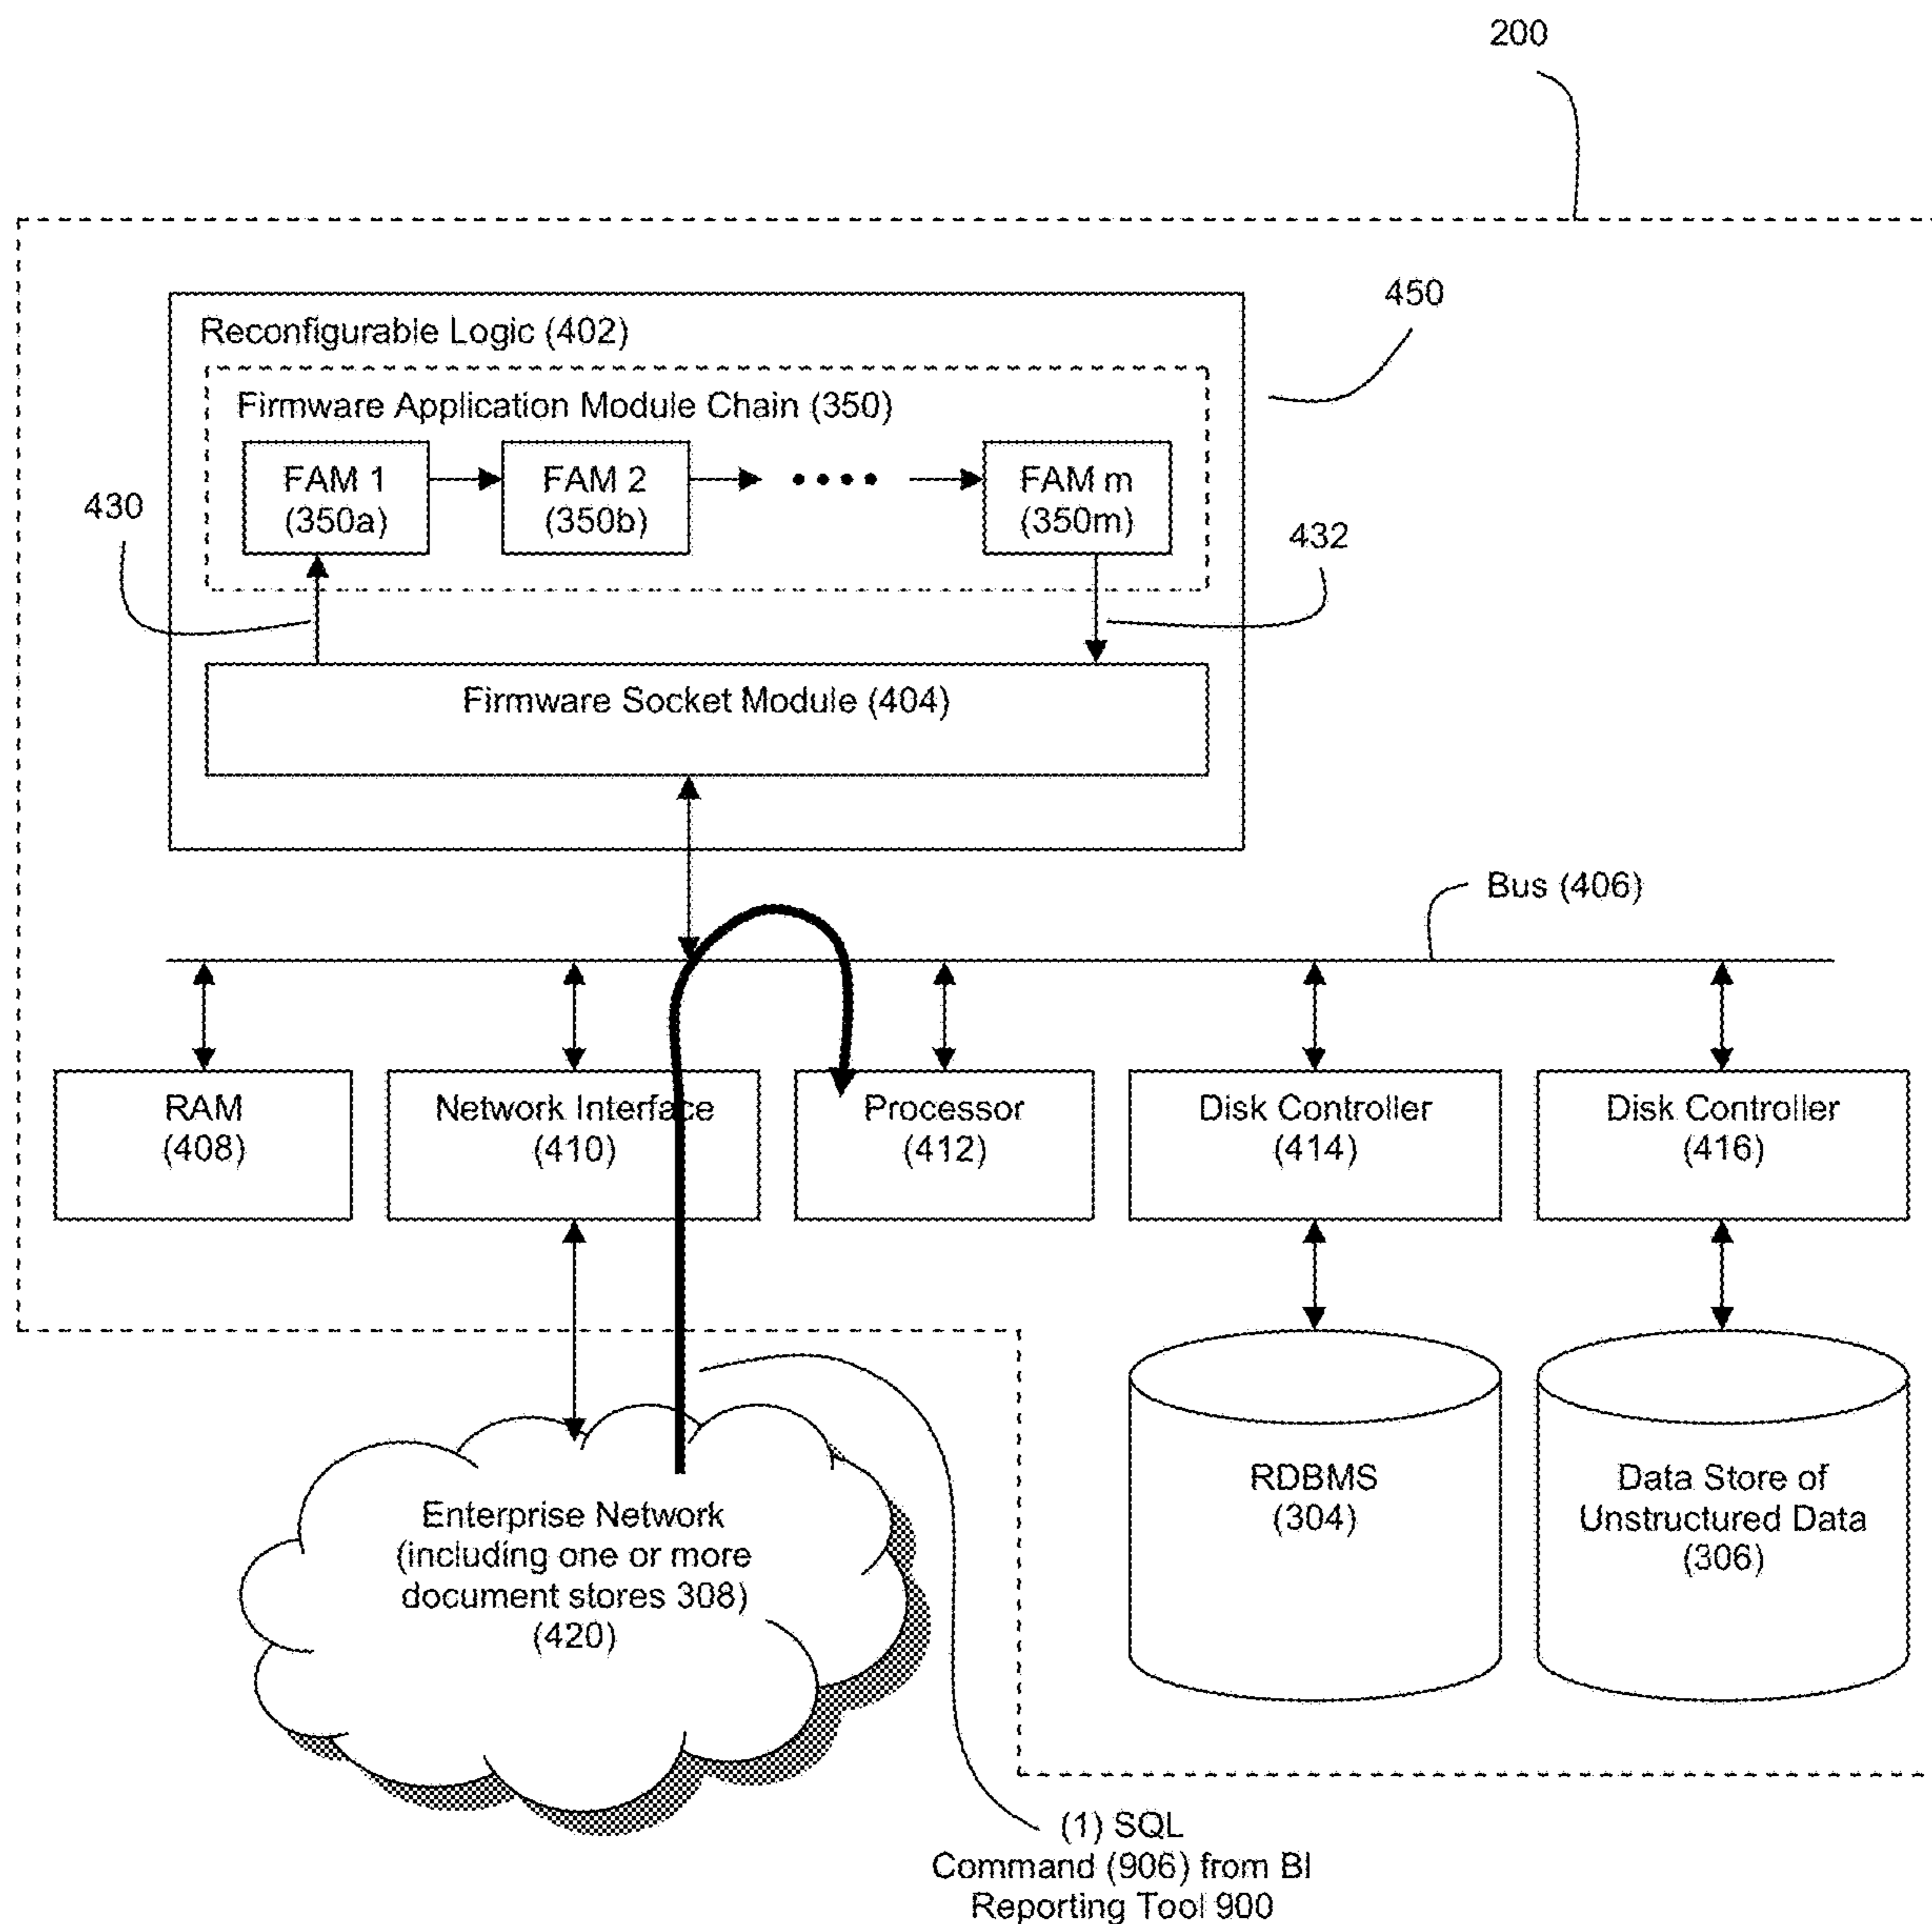 200
450
Reconfigurable Logic (402)
Firmware Application Module Chain (350)
FAM 1
(350a)
FAM 2
(350b)
••••
FAM m
(350m)
430
432
Firmware Socket Module (404)
Bus (406)
RAM
(408)
Network Interface
(410)
Processor
(412)
Disk Controller
(414)
Disk Controller
(416)
Enterprise Network
(including one or more
document stores 308)
(420)
RDBMS
(304)
Data Store of
Unstructured Data
(306)
(1) SQL
Command (906) from BI
Reporting Tool 900